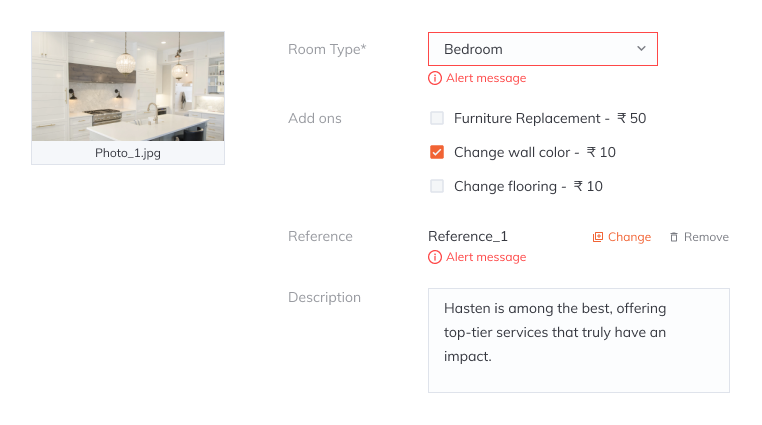 Photo_1.jpg
Room Type*
Bedroom
Alert message
Add ons
Furniture Replacement - ₹ 50
Change wall color - ₹ 10
Change flooring - ₹ 10
Reference
Reference_1
Change
Remove
Alert message
Description
Hasten is among the best, offering
top-tier services that truly have an
impact.